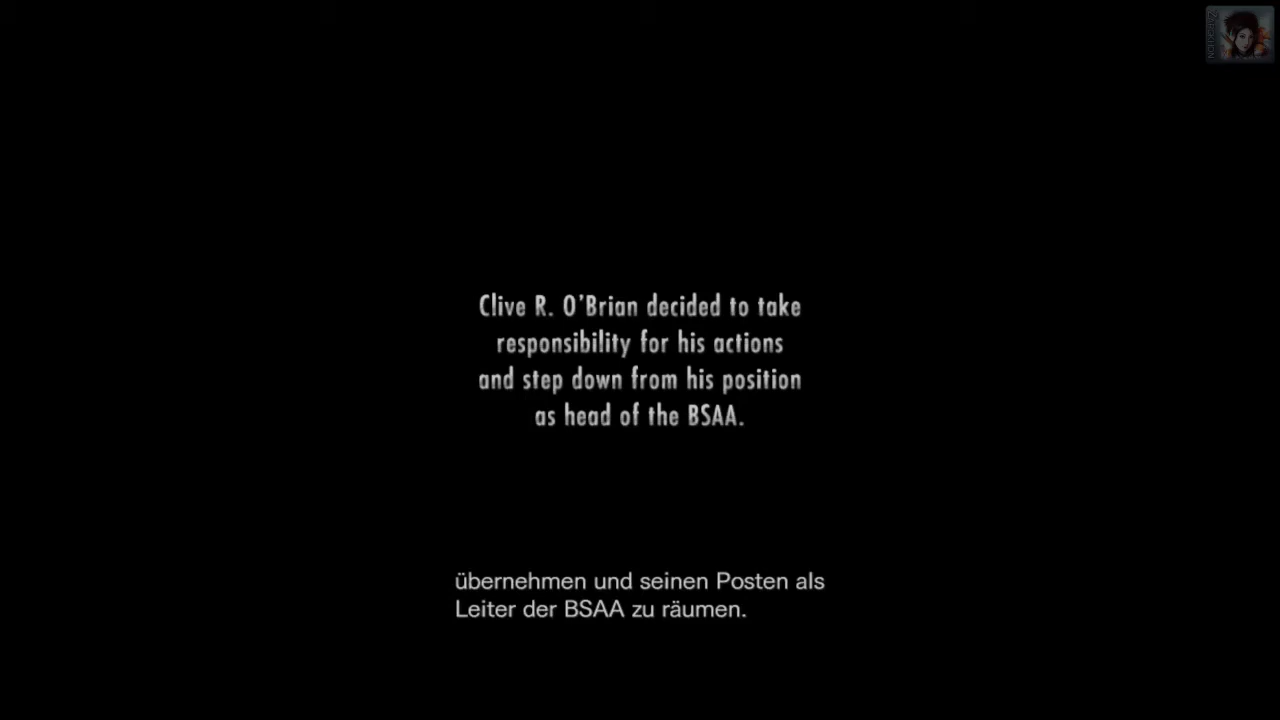 Clive R. O'Brian decided to take
responsibility for his actions
and step down from his position
as head of the BSAA.
übernehmen und seinen Posten als
Leiter der BSAA zu räumen.